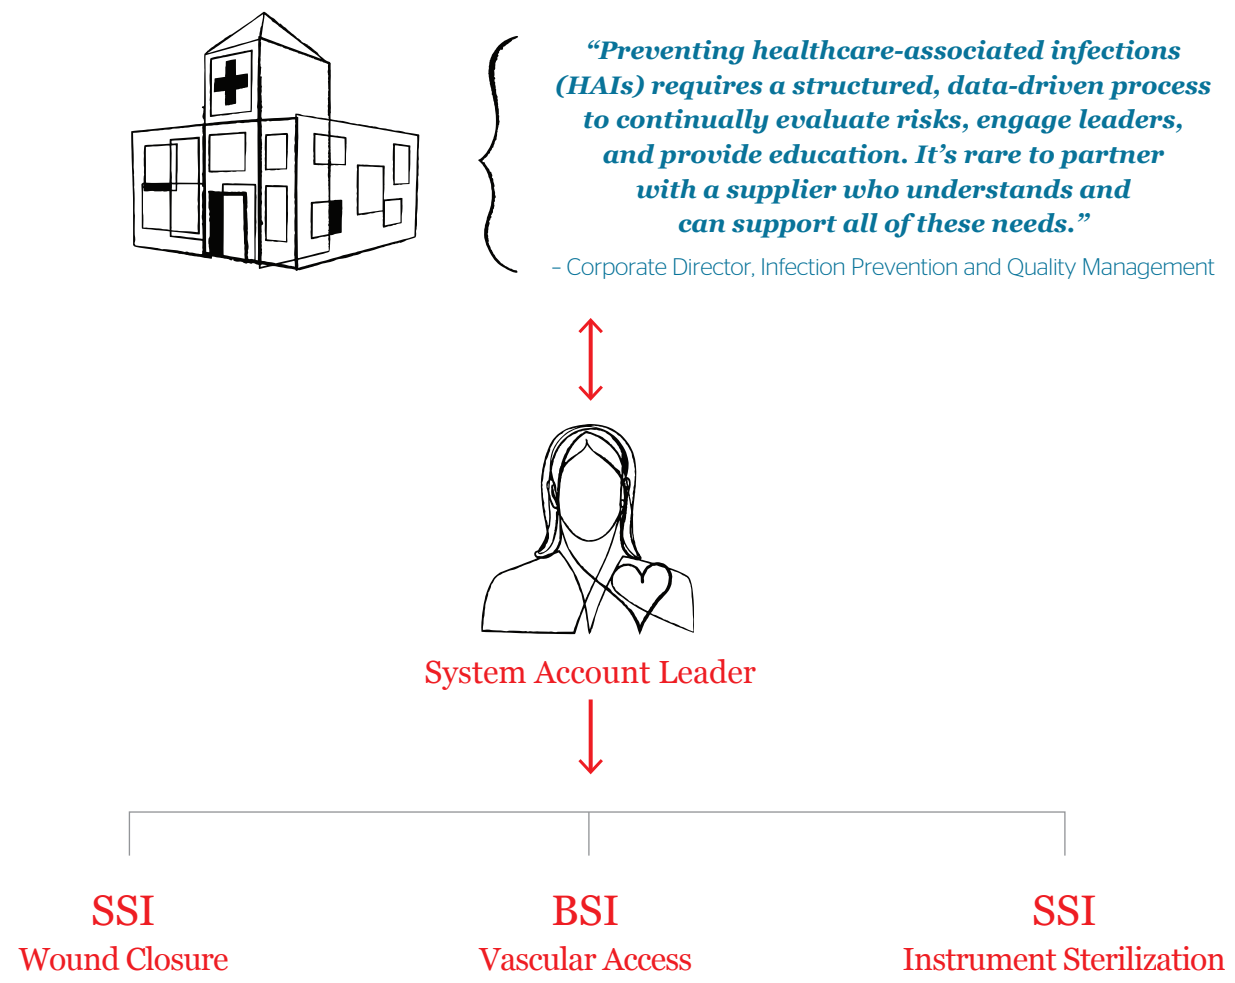 “Preventing healthcare-associated infections
(HAIs) requires a structured, data-driven process
to continually evaluate risks, engage leaders,
and provide education. It’s rare to partner
with a supplier who understands and
can support all of these needs.”
– Corporate Director, Infection Prevention and Quality Management
System Account Leader
SSI
Wound Closure
BSI
Vascular Access
SSI
Instrument Sterilization